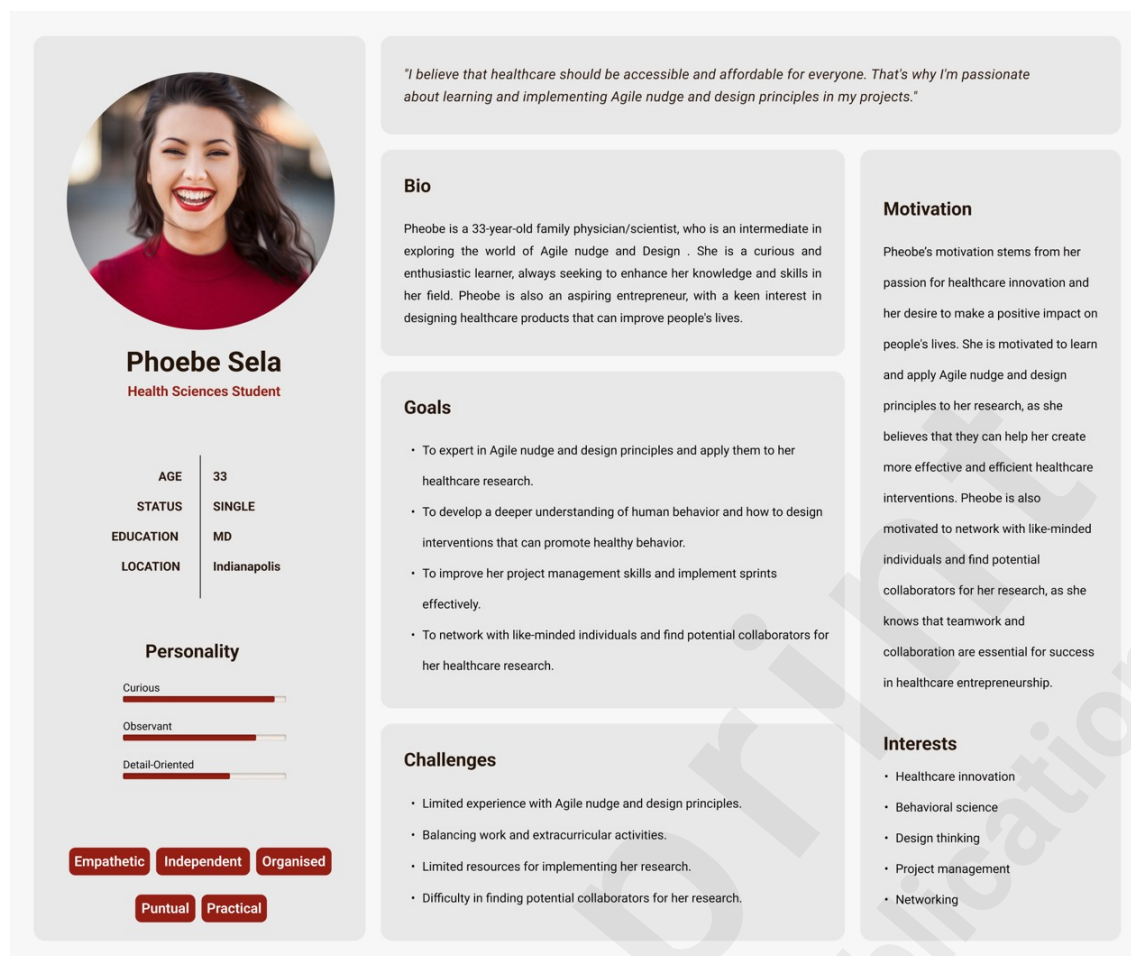 "I believe that healthcare should be accessible and affordable for everyone. That's why I'm passionate
about learning and implementing Agile nudge and design principles in my projects."
Phoebe Sela
Health Sciences Student
AGE 33
STATUS SINGLE
EDUCATION MD
LOCATION Indianapolis
Personality
Curious
Observant
Detail-Oriented
Empathetic Independent Organised
Puntual Practical
Bio
Pheobe is a 33-year-old family physician/scientist, who is an intermediate in
exploring the world of Agile nudge and Design . She is a curious and
enthusiastic learner, always seeking to enhance her knowledge and skills in
her field. Pheobe is also an aspiring entrepreneur, with a keen interest in
designing healthcare products that can improve people's lives.
Goals
• To expert in Agile nudge and design principles and apply them to her
healthcare research.
• To develop a deeper understanding of human behavior and how to design
interventions that can promote healthy behavior.
• To improve her project management skills and implement sprints
effectively.
• To network with like-minded individuals and find potential collaborators for
her healthcare research.
Challenges
• Limited experience with Agile nudge and design principles.
• Balancing work and extracurricular activities.
• Limited resources for implementing her research.
• Difficulty in finding potential collaborators for her research.
Motivation
Pheobe's motivation stems from her
passion for healthcare innovation and
her desire to make a positive impact on
people's lives. She is motivated to learn
and apply Agile nudge and design
principles to her research, as she
believes that they can help her create
more effective and efficient healthcare
interventions. Pheobe is also
motivated to network with like-minded
individuals and find potential
collaborators for her research, as she
knows that teamwork and
collaboration are essential for success
in healthcare entrepreneurship.
Interests
• Healthcare innovation
• Behavioral science
• Design thinking
• Project management
• Networking